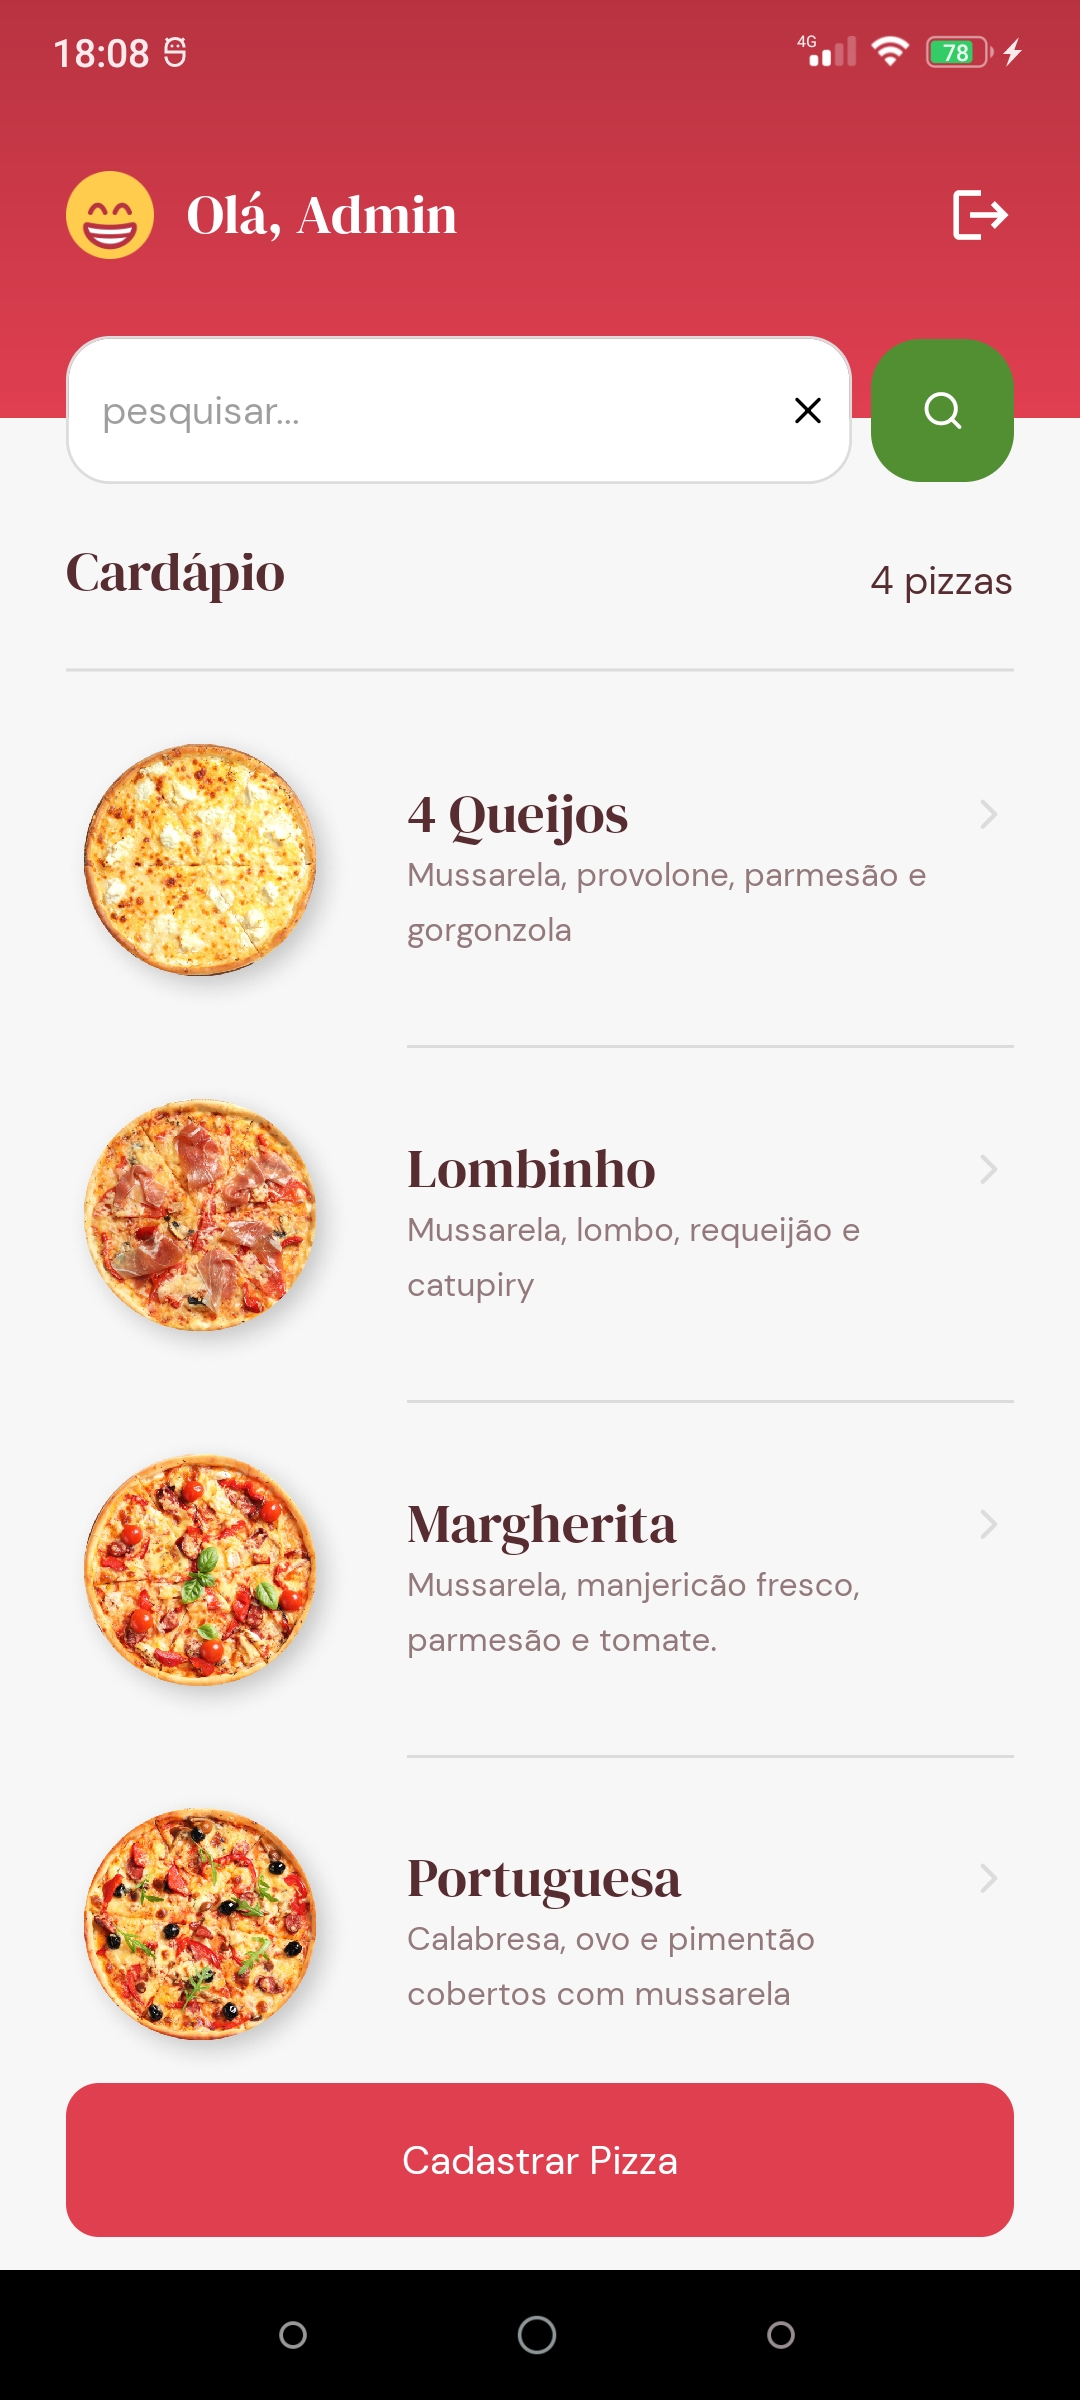 18:08
4G
78
Olá, Admin
pesquisar...
Cardápio
4 pizzas
4 Queijos
Mussarela, provolone, parmesão e
gorgonzola
Lombinho
Mussarela, lombo, requeijão e
catupiry
Margherita
Mussarela, manjericão fresco,
parmesão e tomate.
Portuguesa
Calabresa, ovo e pimentão
cobertos com mussarela
Cadastrar Pizza